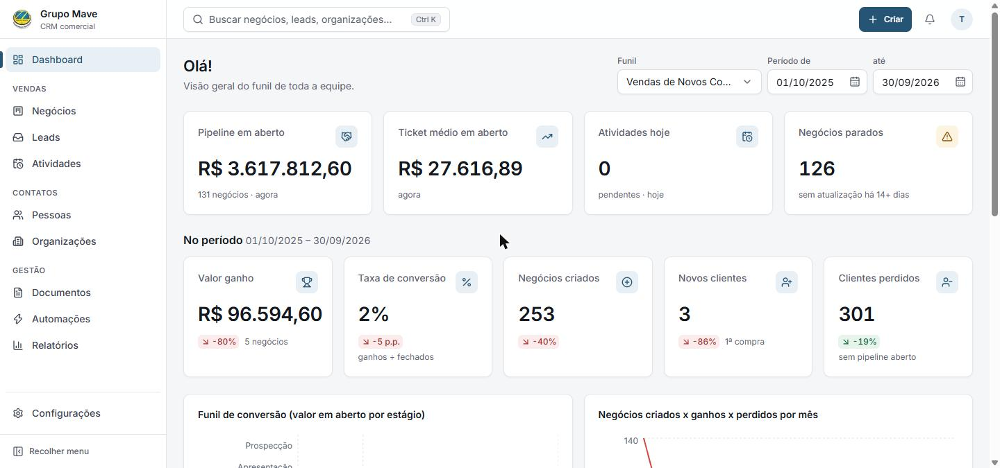 Grupo Mave
CRM comercial
Buscar negócios, leads, organizações...
Ctrl K
Criar
T
Dashboard
VENDAS
Negócios
Leads
Atividades
CONTATOS
Pessoas
Organizações
GESTÃO
Documentos
Automações
Relatórios
Configurações
Recolher menu
Olá!
Visão geral do funil de toda a equipe.
Funil
Vendas de Novos Co...
Período de
01/10/2025
até
30/09/2026
Pipeline em aberto
R$ 3.617.812,60
131 negócios · agora
Ticket médio em aberto
R$ 27.616,89
agora
Atividades hoje
0
pendentes · hoje
Negócios parados
126
sem atualização há 14+ dias
No período 01/10/2025 – 30/09/2026
Valor ganho
R$ 96.594,60
-80% 5 negócios
Taxa de conversão
2%
-5 p.p.
ganhos ÷ fechados
Negócios criados
253
-40%
Novos clientes
3
-86% 1ª compra
Clientes perdidos
301
-19%
sem pipeline aberto
Funil de conversão (valor em aberto por estágio)
Prospecção
Apresentação
Negócios criados x ganhos x perdidos por mês
140